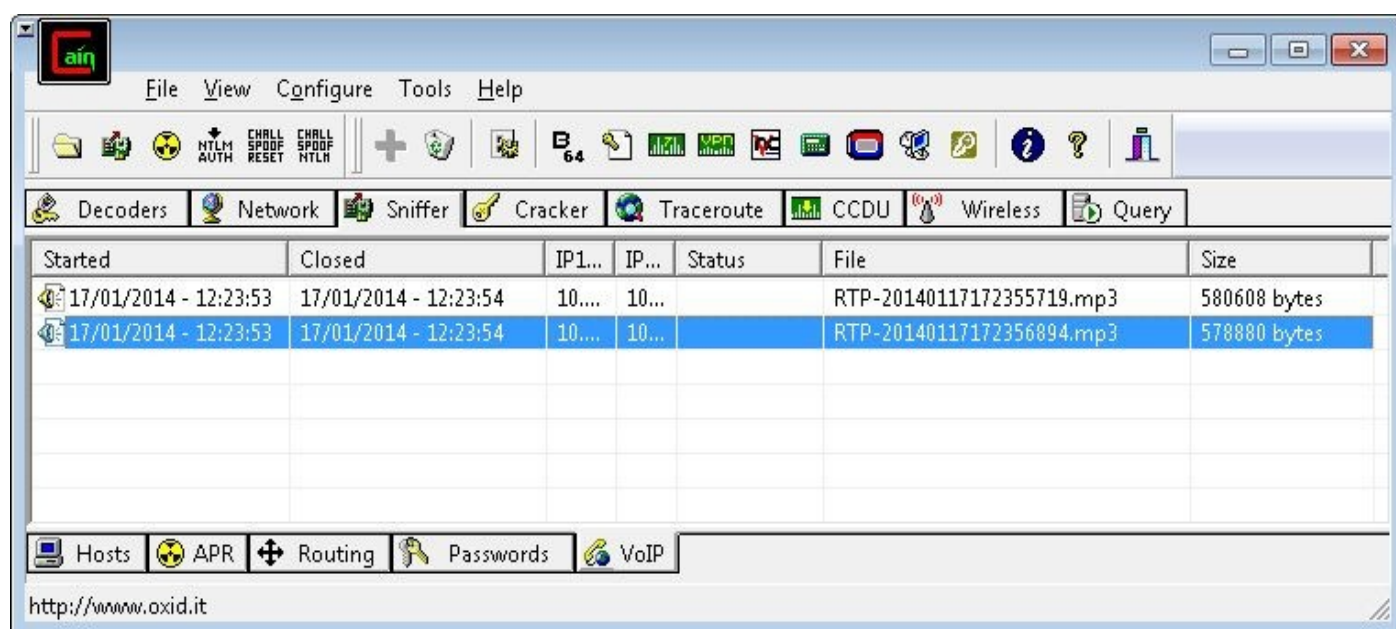 Caín
File View Configure Tools Help
NTLM AUTH CHALL SPOOF RESET CHALL SPOOF NTLM B64 VPN ?
Decoders Network Sniffer Cracker Traceroute CCDU Wireless Query
Started Closed IP1... IP... Status File Size
17/01/2014 - 12:23:53 17/01/2014 - 12:23:54 10.... 10... RTP-20140117172355719.mp3 580608 bytes
17/01/2014 - 12:23:53 17/01/2014 - 12:23:54 10.... 10... RTP-20140117172356894.mp3 578880 bytes
Hosts APR Routing Passwords VoIP
http://www.oxid.it